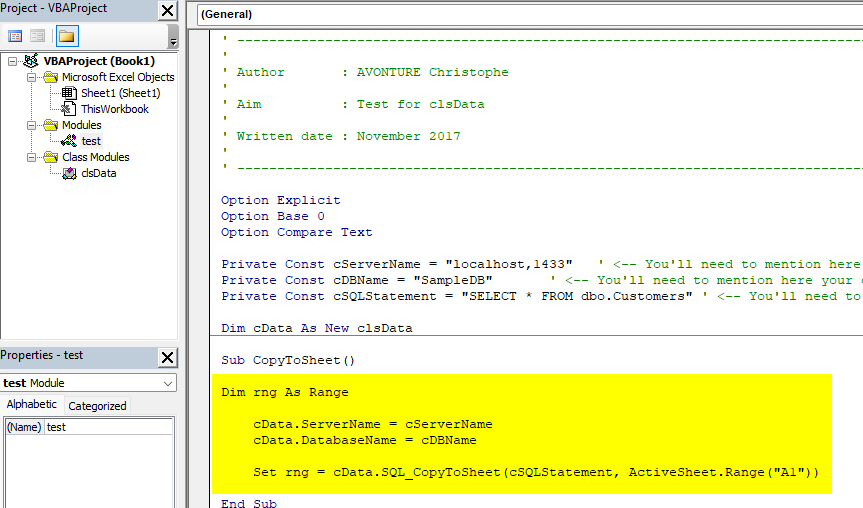 Project - VBAProject
VBAProject (Book1)
Microsoft Excel Objects
Sheet1 (Sheet1)
ThisWorkbook
Modules
test
Class Modules
clsData
Properties - test
test Module
Alphabetic Categorized
(Name) test
(General)
' ------------------------------------------------------------------------------
'
' Author : AVONTURE Christophe
'
' Aim : Test for clsData
'
' Written date : November 2017
'
' ------------------------------------------------------------------------------
Option Explicit
Option Base 0
Option Compare Text
Private Const cServerName = "localhost,1433" ' <-- You'll need to mention here
Private Const cDBName = "SampleDB" ' <-- You'll need to mention here your
Private Const cSQLStatement = "SELECT * FROM dbo.Customers" ' <-- You'll need to
Dim cData As New clsData
Sub CopyToSheet()
Dim rng As Range
cData.ServerName = cServerName
cData.DatabaseName = cDBName
Set rng = cData.SQL_CopyToSheet(cSQLStatement, ActiveSheet.Range("A1"))
End Sub